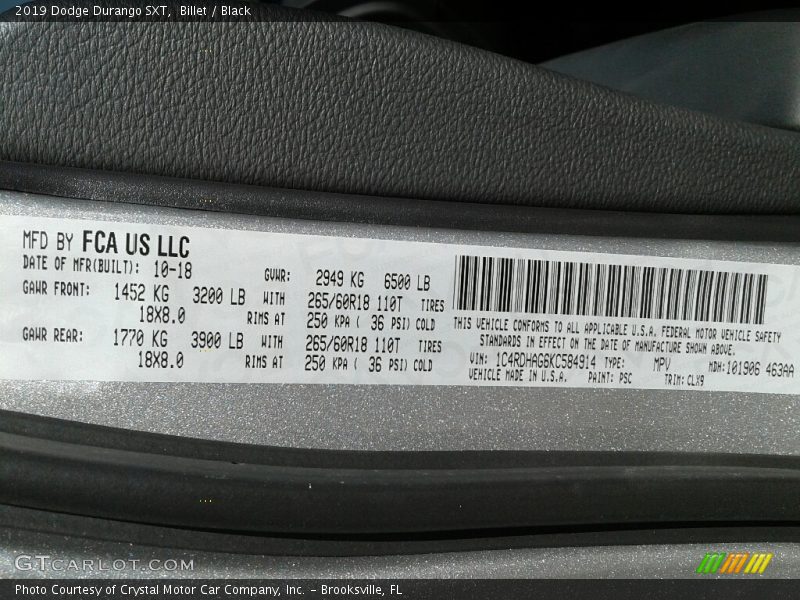 2019 Dodge Durango SXT, Billet / Black
MFD BY FCA US LLC
DATE OF MFR(BUILT): 10-18 GVWR: 2949 KG 6500 LB
GAWR FRONT: 1452 KG 3200 LB WITH 265/60R18 110T TIRES
18X8.0 RIMS AT 250 KPA ( 36 PSI) COLD
GAWR REAR: 1770 KG 3900 LB WITH 265/60R18 110T TIRES
18X8.0 RIMS AT 250 KPA ( 36 PSI) COLD
THIS VEHICLE CONFORMS TO ALL APPLICABLE U.S.A. FEDERAL MOTOR VEHICLE SAFETY
STANDARDS IN EFFECT ON THE DATE OF MANUFACTURE SHOWN ABOVE.
VIN: 1C4RDHAG6KC584914 TYPE: MPV MDH:101906 463AA
VEHICLE MADE IN U.S.A. PAINT: PSC TRIM:CLX9
GTCARLOT.COM
Photo Courtesy of Crystal Motor Car Company, Inc. - Brooksville, FL